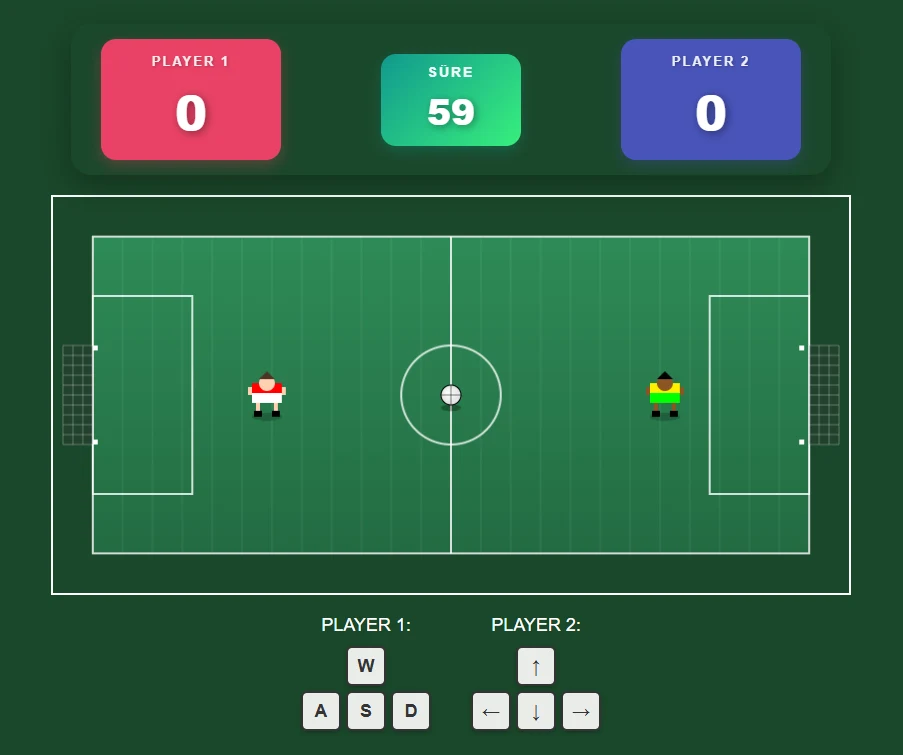 PLAYER 1
0
SÜRE
59
PLAYER 2
0
PLAYER 1:
PLAYER 2:
W
↑
A S D
← ↓ →